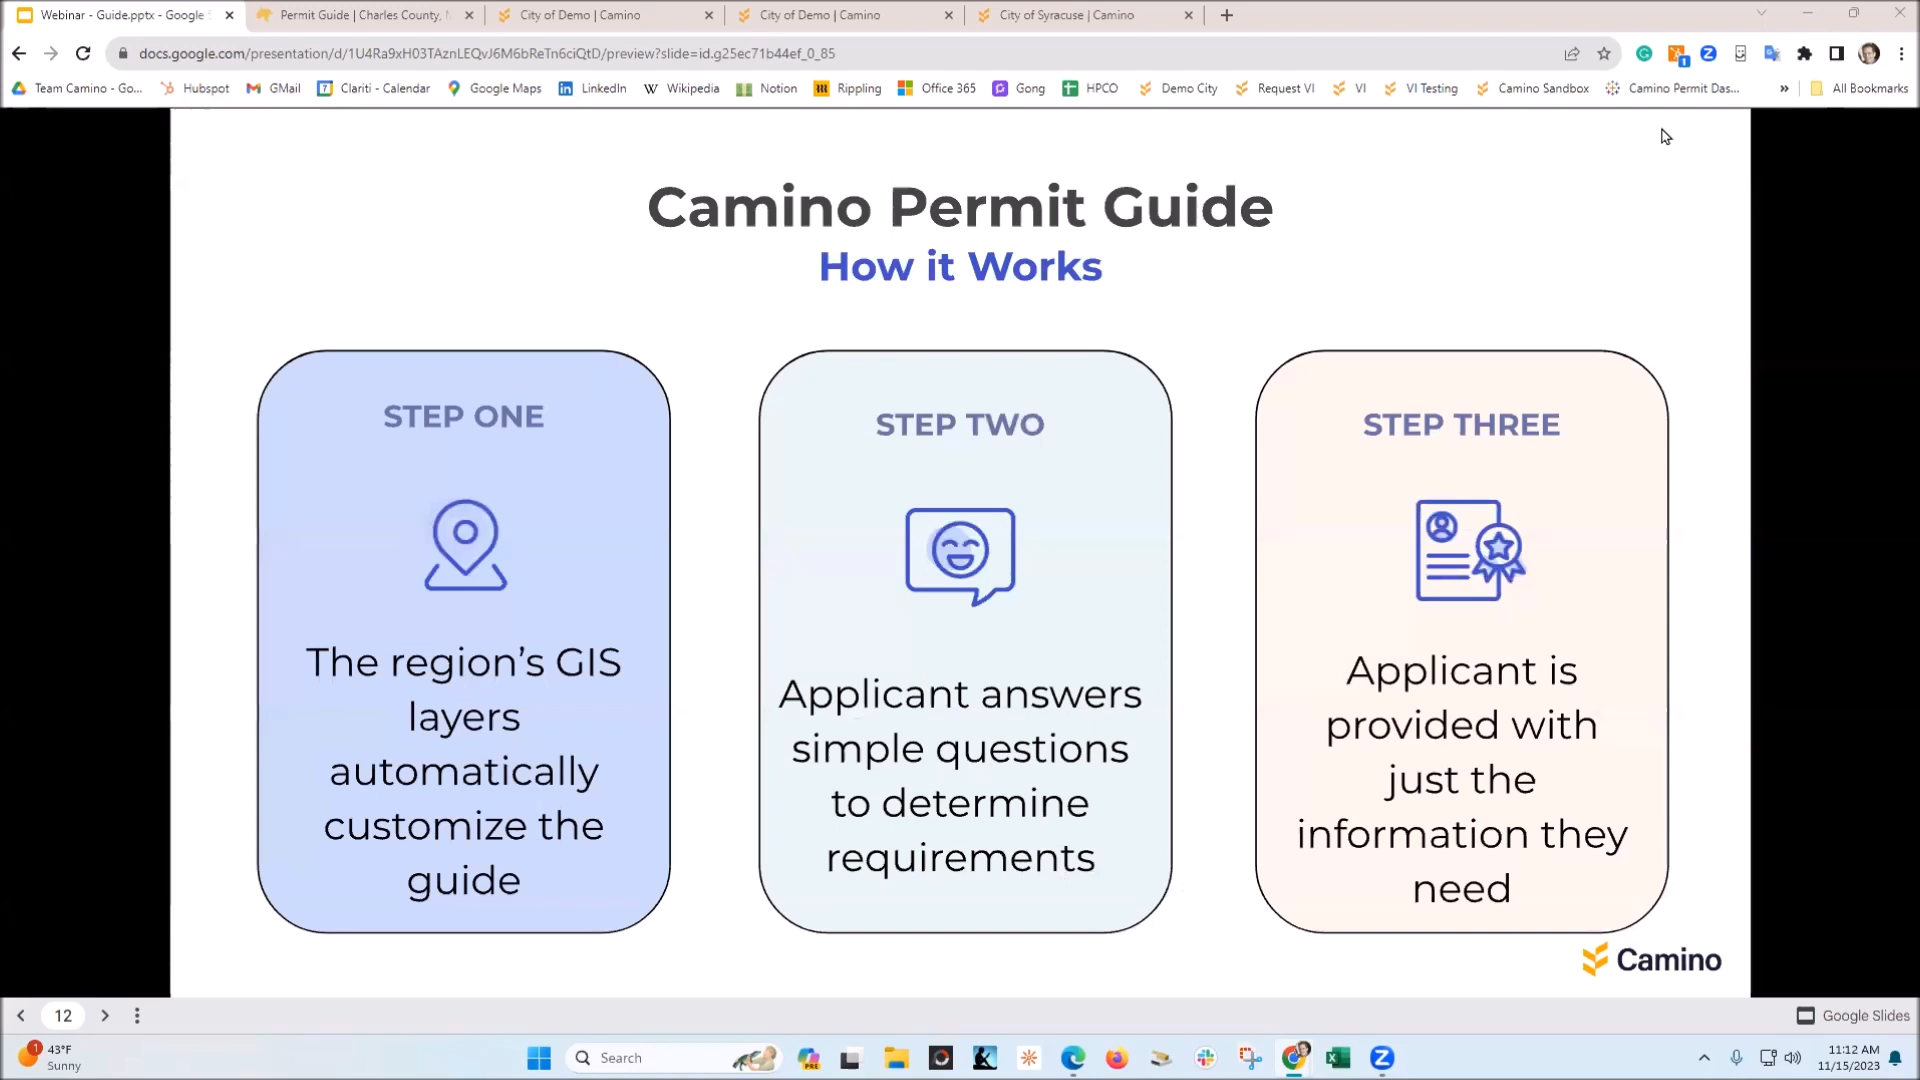 Webinar - Guide.pptx - Google S
Permit Guide | Charles County, M
City of Demo | Camino
City of Demo | Camino
City of Syracuse | Camino
docs.google.com/presentation/d/1U4Ra9xH03TAznLEQvJ6M6bReTn6ciQtD/preview?slide=id.g25ec71b44ef_0_85
Team Camino - Go...
Hubspot
GMail
Clariti - Calendar
Google Maps
LinkedIn
Wikipedia
Notion
Rippling
Office 365
Gong
HPCO
Demo City
Request VI
VI
VI Testing
Camino Sandbox
Camino Permit Das...
»
All Bookmarks
Camino Permit Guide
How it Works
STEP ONE
The region's GIS
layers
automatically
customize the
guide
STEP TWO
Applicant answers
simple questions
to determine
requirements
STEP THREE
Applicant is
provided with
just the
information they
need
Camino
12
Google Slides
1
43°F
Sunny
Search
PRE
11:12 AM
11/15/2023